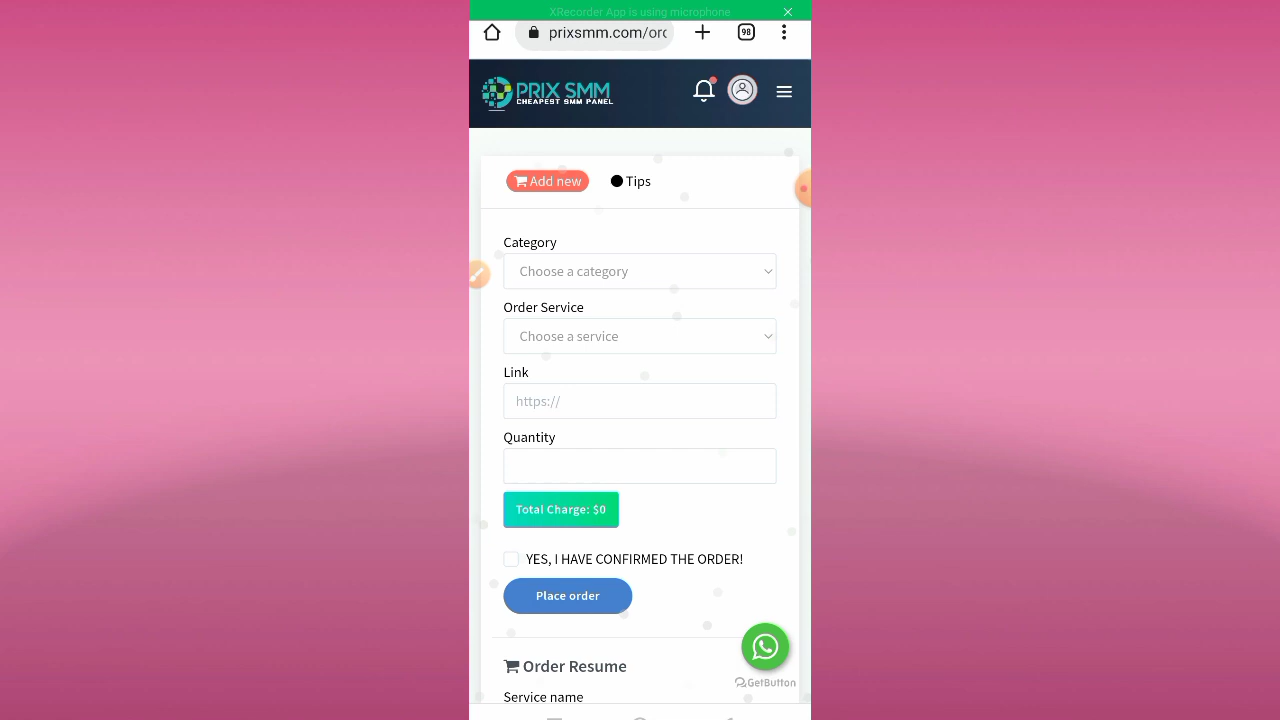 XRecorder App is using microphone
prixsmm.com/orc
98
PRIX SMM
CHEAPEST SMM PANEL
Add new
Tips
Category
Choose a category
Order Service
Choose a service
Link
https://
Quantity
Total Charge: $0
YES, I HAVE CONFIRMED THE ORDER!
Place order
Order Resume
GetButton
Service name